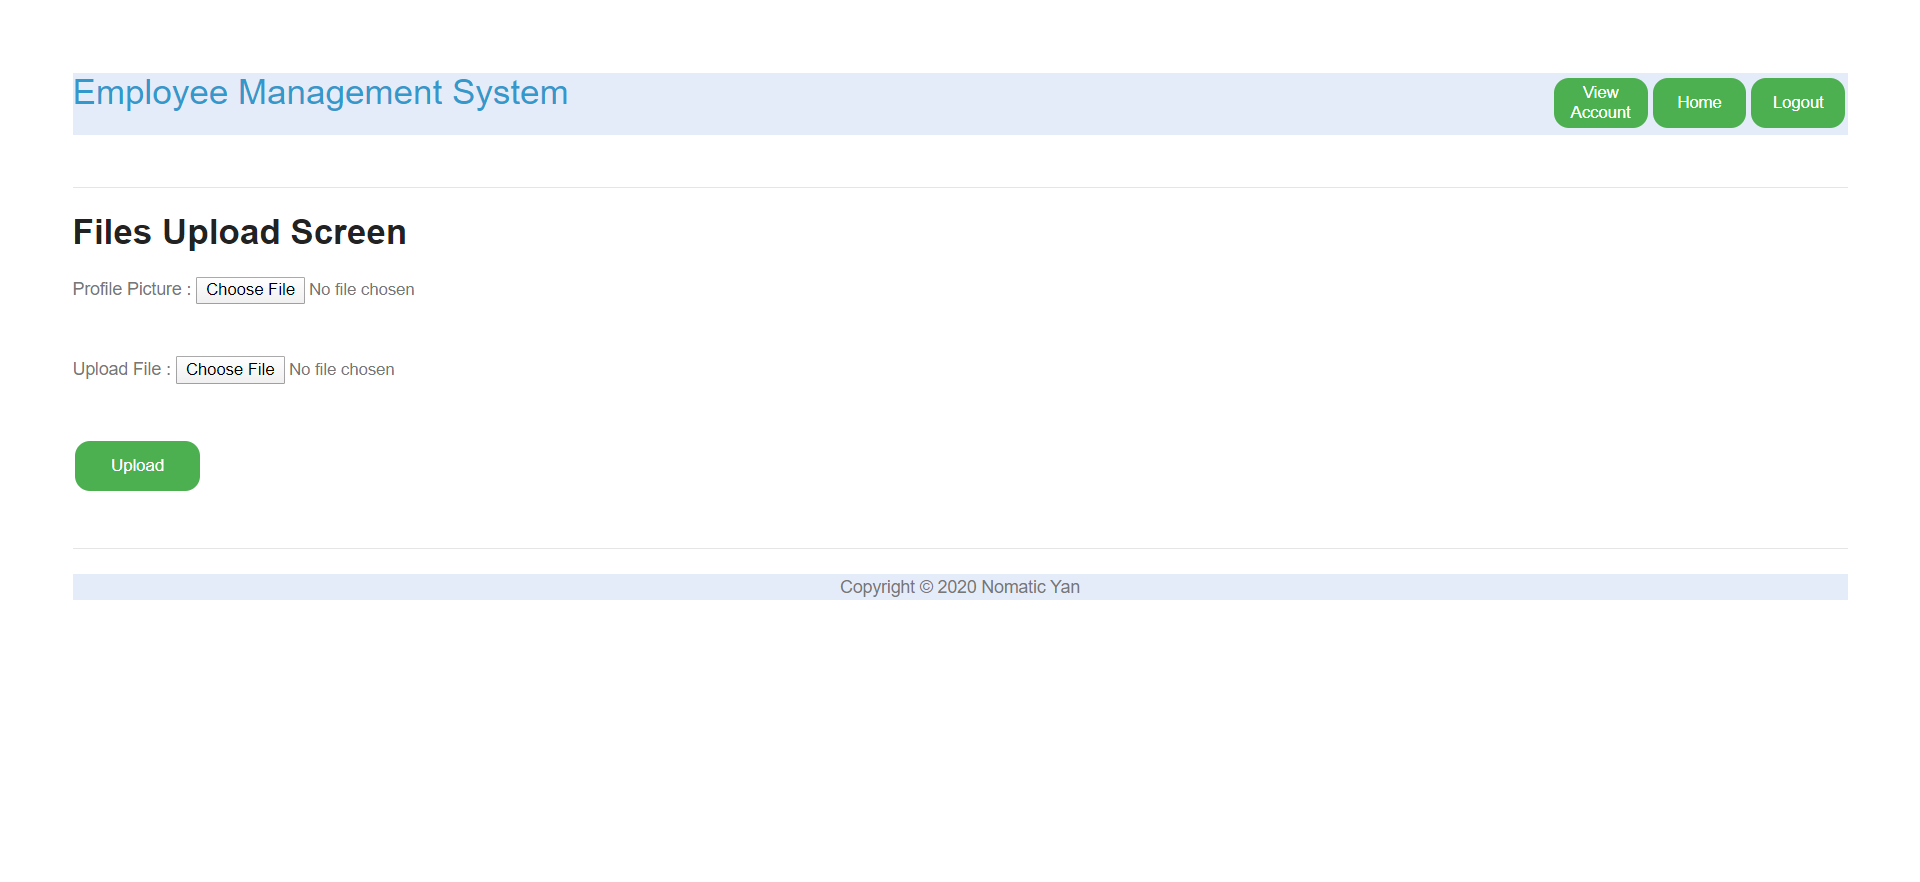 Employee Management System
View
Account
Home
Logout
Files Upload Screen
Profile Picture : Choose File No file chosen
Upload File : Choose File No file chosen
Upload
Copyright © 2020 Nomatic Yan